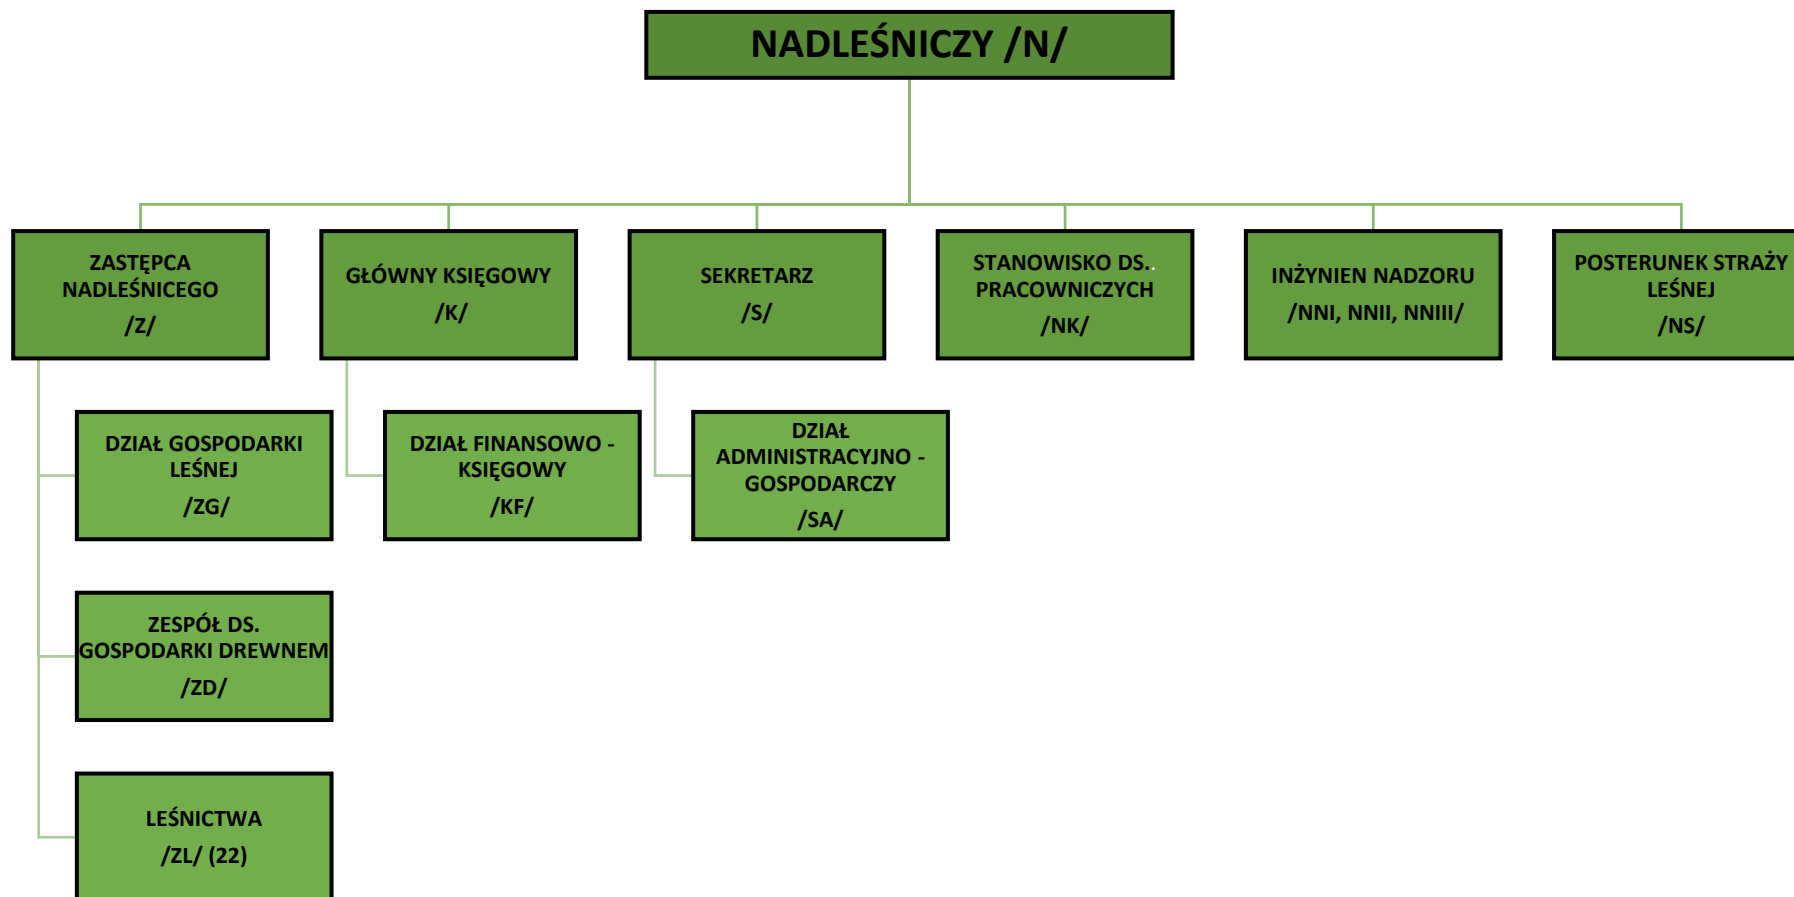 NADLEŚNICZY /N/
ZASTĘPCA
NADLEŚNICEGO
/Z/
GŁÓWNY KSIĘGOWY
/K/
SEKRETARZ
/S/
STANOWISKO DS..
PRACOWNICZYCH
/NK/
INŻYNIEN NADZORU
/NNI, NNII, NNIII/
POSTERUNEK STRAŻY
LEŚNEJ
/NS/
DZIAŁ GOSPODARKI
LEŚNEJ
/ZG/
DZIAŁ FINANSOWO -
KSIĘGOWY
/KF/
DZIAŁ
ADMINISTRACYJNO -
GOSPODARCZY
/SA/
ZESPÓŁ DS.
GOSPODARKI DREWNEM
/ZD/
LEŚNICTWA
/ZL/ (22)